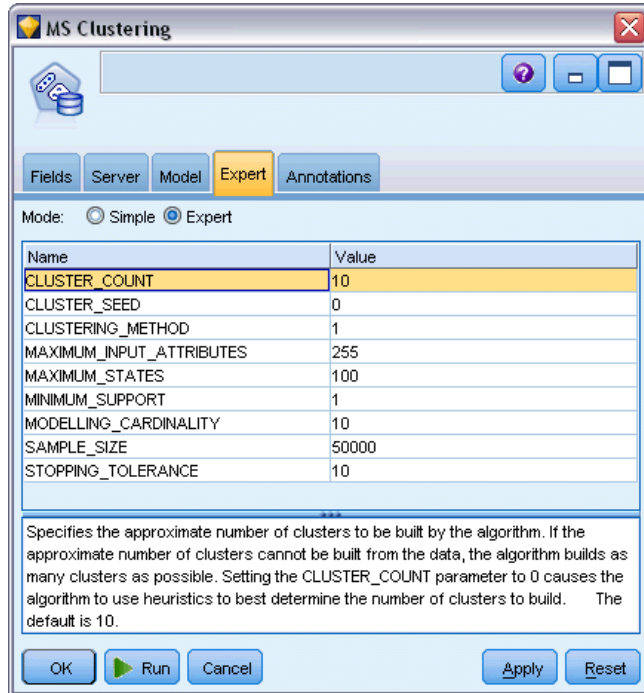 MS Clustering
Fields Server Model Expert Annotations
Mode: Simple Expert
Name Value
CLUSTER_COUNT 10
CLUSTER_SEED 0
CLUSTERING_METHOD 1
MAXIMUM_INPUT_ATTRIBUTES 255
MAXIMUM_STATES 100
MINIMUM_SUPPORT 1
MODELLING_CARDINALITY 10
SAMPLE_SIZE 50000
STOPPING_TOLERANCE 10
Specifies the approximate number of clusters to be built by the algorithm. If the
approximate number of clusters cannot be built from the data, the algorithm builds as
many clusters as possible. Setting the CLUSTER_COUNT parameter to 0 causes the
algorithm to use heuristics to best determine the number of clusters to build. The
default is 10.
OK Run Cancel Apply Reset